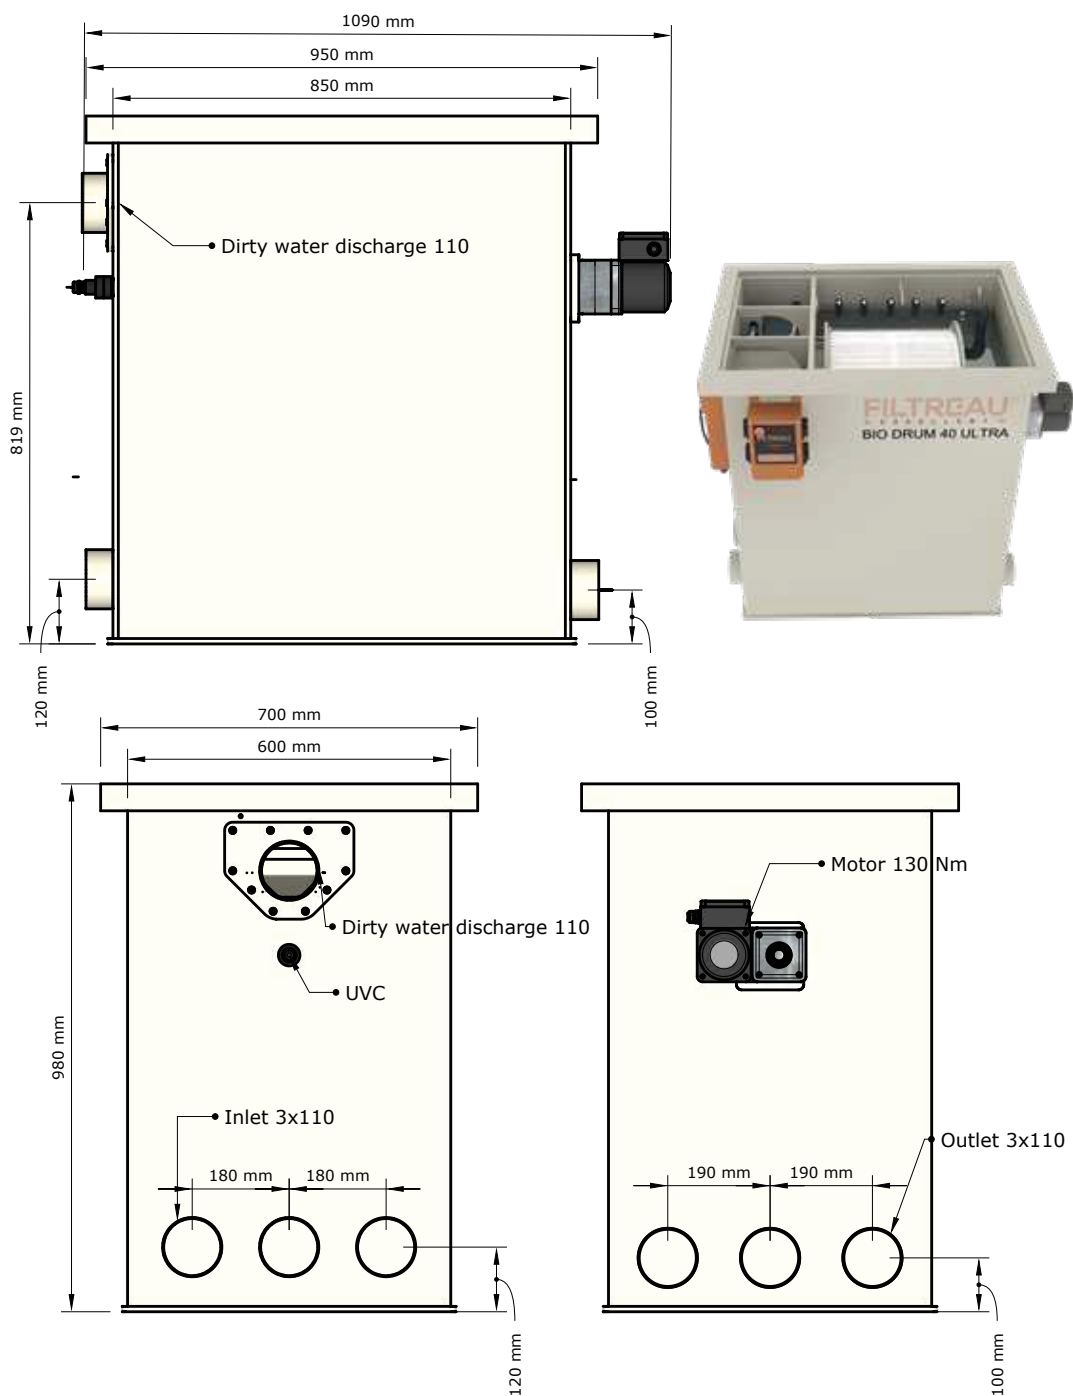 1090 mm
950 mm
850 mm
Dirty water discharge 110
819 mm
120 mm
100 mm
FILTREAU
BIO DRUM 40 ULTRA
700 mm
600 mm
980 mm
Dirty water discharge 110
UVC
Inlet 3x110
180 mm
180 mm
120 mm
Motor 130 Nm
Outlet 3x110
190 mm
190 mm
100 mm